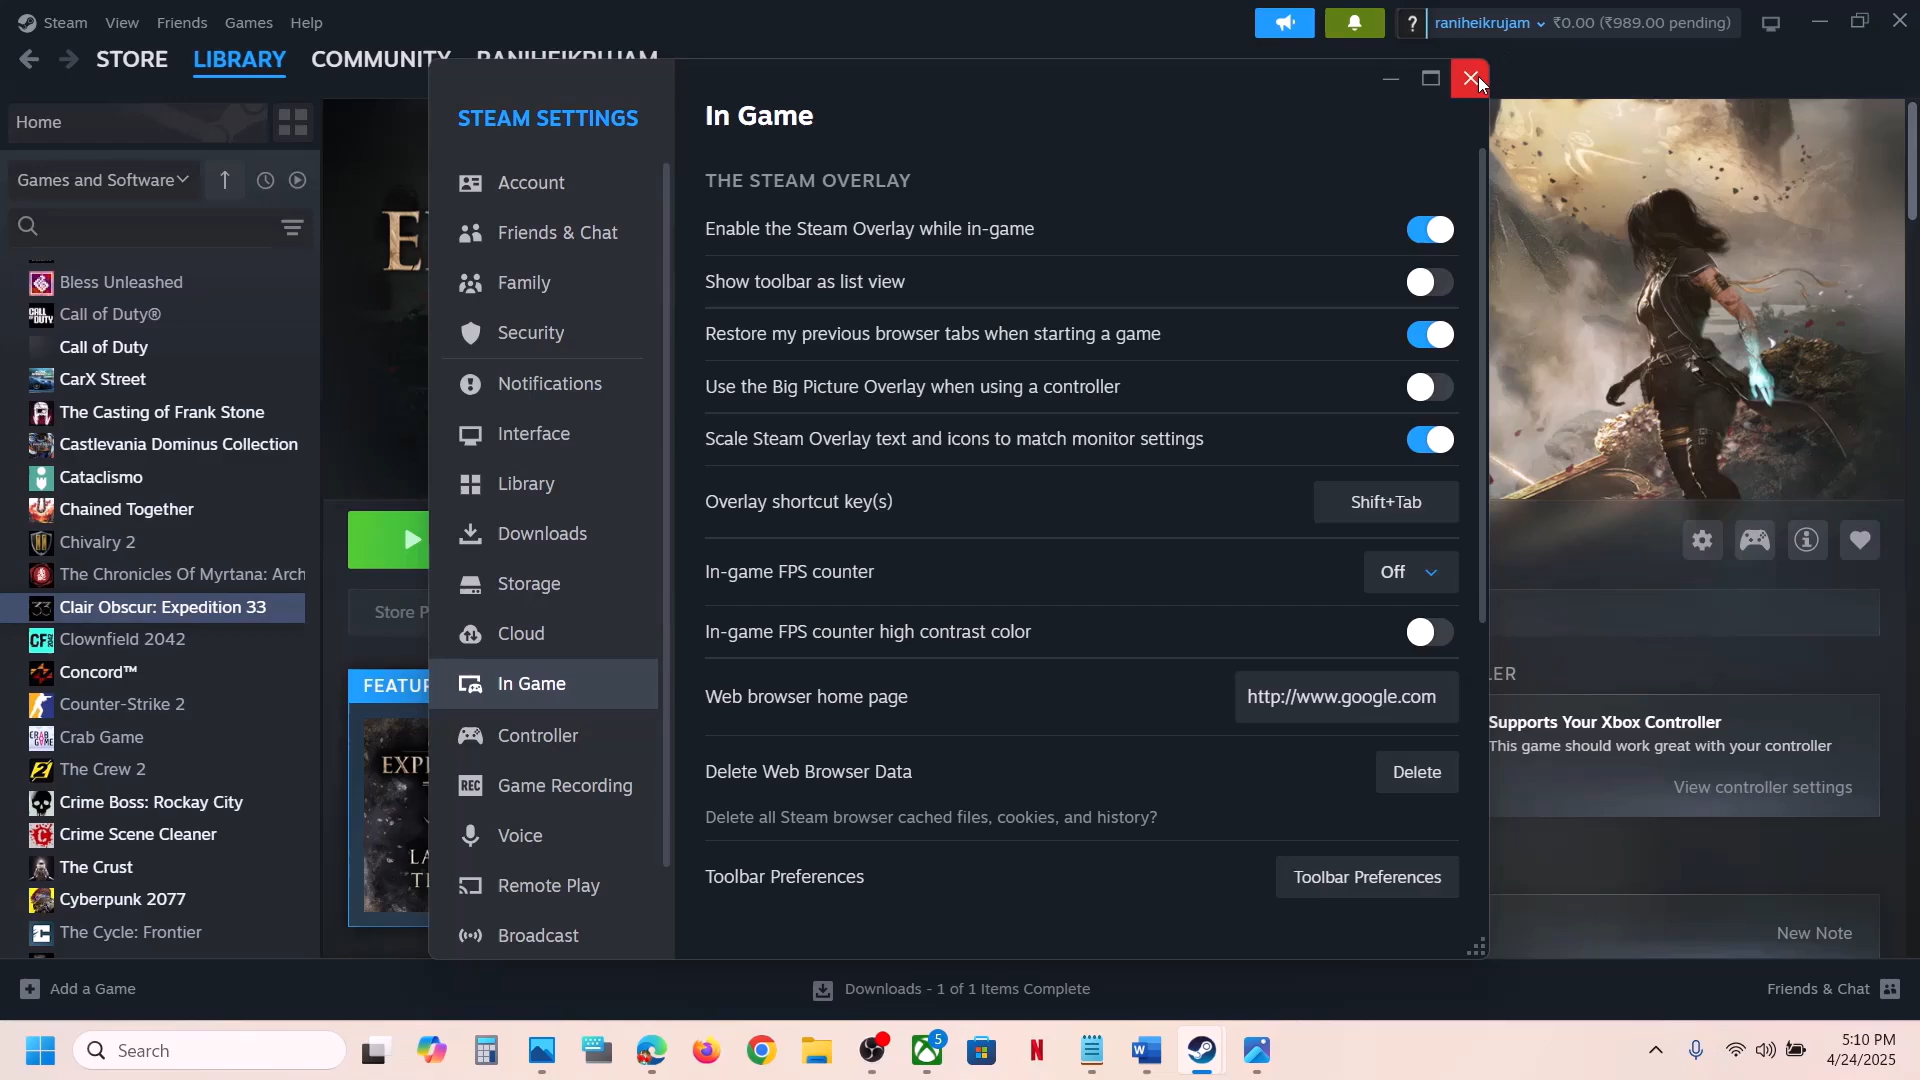 Steam View Friends Games Help
? raniheikrujam ₹0.00 (₹989.00 pending)
STORE LIBRARY COMMUNITY RANIHEIKRUJAM
Home
Games and Software
Bless Unleashed
Call of Duty®
Call of Duty
CarX Street
The Casting of Frank Stone
Castlevania Dominus Collection
Cataclismo
Chained Together
Chivalry 2
The Chronicles Of Myrtana: Arch
Clair Obscur: Expedition 33
Clownfield 2042
Concord™
Counter-Strike 2
Crab Game
The Crew 2
Crime Boss: Rockay City
Crime Scene Cleaner
The Crust
Cyberpunk 2077
The Cycle: Frontier
Store P
FEATUR
EXP
STEAM SETTINGS
Account
Friends & Chat
Family
Security
Notifications
Interface
Library
Downloads
Storage
Cloud
In Game
Controller
REC Game Recording
Voice
Remote Play
Broadcast
In Game
THE STEAM OVERLAY
Enable the Steam Overlay while in-game
Show toolbar as list view
Restore my previous browser tabs when starting a game
Use the Big Picture Overlay when using a controller
Scale Steam Overlay text and icons to match monitor settings
Overlay shortcut key(s) Shift+Tab
In-game FPS counter Off
In-game FPS counter high contrast color
Web browser home page http://www.google.com
Delete Web Browser Data Delete
Delete all Steam browser cached files, cookies, and history?
Toolbar Preferences Toolbar Preferences
LER
Supports Your Xbox Controller
This game should work great with your controller
View controller settings
New Note
Add a Game
Downloads - 1 of 1 Items Complete
Friends & Chat
Search
5
5:10 PM
4/24/2025